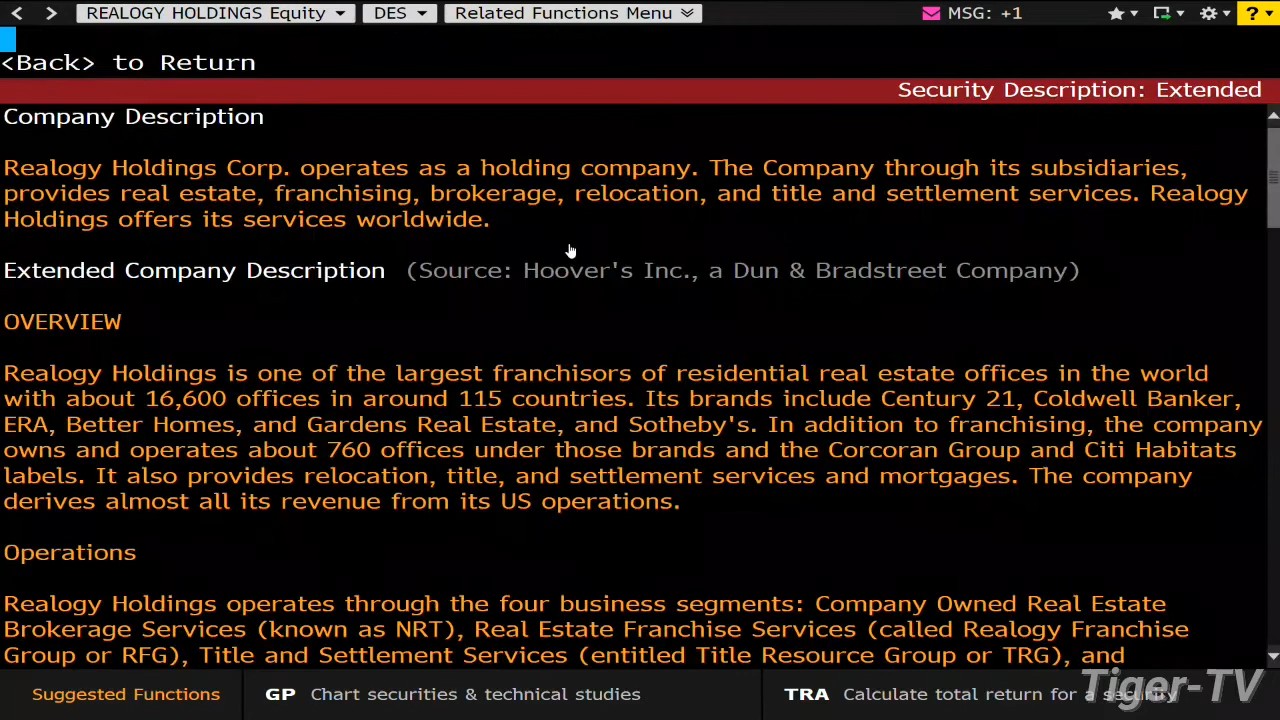 REALOGY HOLDINGS Equity DES Related Functions Menu MSG: +1 ?
<Back> to Return
Security Description: Extended
Company Description
Realogy Holdings Corp. operates as a holding company. The Company through its subsidiaries,
provides real estate, franchising, brokerage, relocation, and title and settlement services. Realogy
Holdings offers its services worldwide.
Extended Company Description (Source: Hoover's Inc., a Dun & Bradstreet Company)
OVERVIEW
Realogy Holdings is one of the largest franchisors of residential real estate offices in the world
with about 16,600 offices in around 115 countries. Its brands include Century 21, Coldwell Banker,
ERA, Better Homes, and Gardens Real Estate, and Sotheby's. In addition to franchising, the company
owns and operates about 760 offices under those brands and the Corcoran Group and Citi Habitats
labels. It also provides relocation, title, and settlement services and mortgages. The company
derives almost all its revenue from its US operations.
Operations
Realogy Holdings operates through the four business segments: Company Owned Real Estate
Brokerage Services (known as NRT), Real Estate Franchise Services (called Realogy Franchise
Group or RFG), Title and Settlement Services (entitled Title Resource Group or TRG), and
Suggested Functions GP Chart securities & technical studies TRA Calculate total return for a security
Tiger-TV